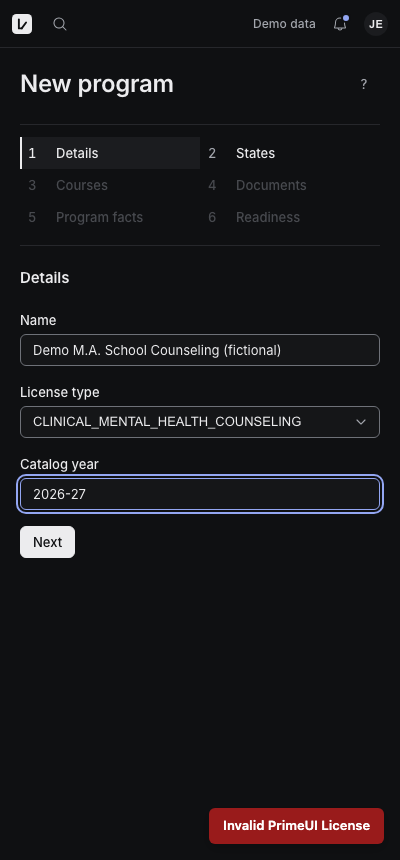 Demo data
JE
New program
?
1 Details
2 States
3 Courses
4 Documents
5 Program facts
6 Readiness
Details
Name
Demo M.A. School Counseling (fictional)
License type
CLINICAL_MENTAL_HEALTH_COUNSELING
Catalog year
2026-27
Next
Invalid PrimeUI License